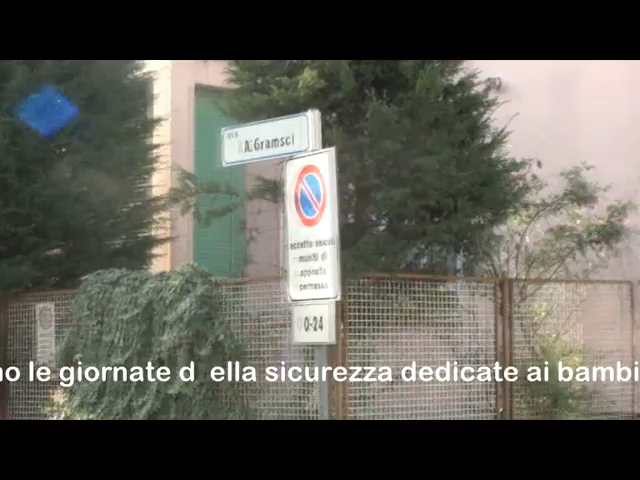 VIA
A.Gramsci
eccetto veicoli
muniti di
apposito
permesso
0-24
no le giornate d ella sicurezza dedicate ai bambi